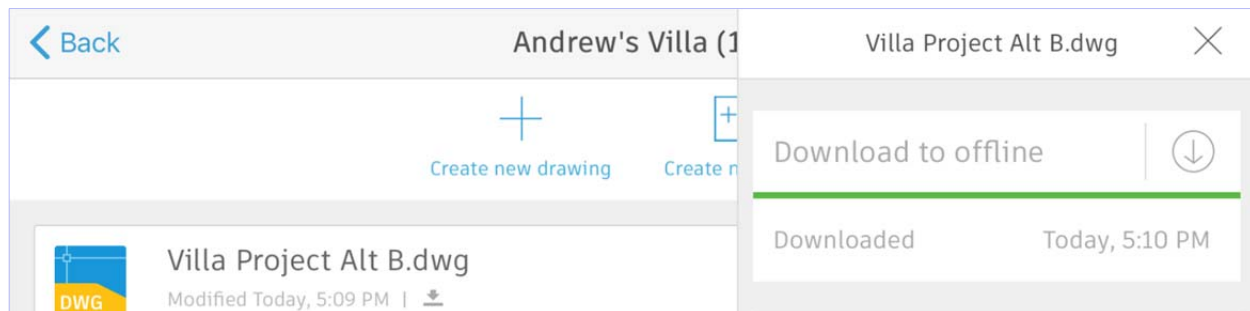 Back
Andrew's Villa (1
Create new drawing
Create n
Villa Project Alt B.dwg
DWG
Modified Today, 5:09 PM |
Villa Project Alt B.dwg
Download to offline
Downloaded
Today, 5:10 PM